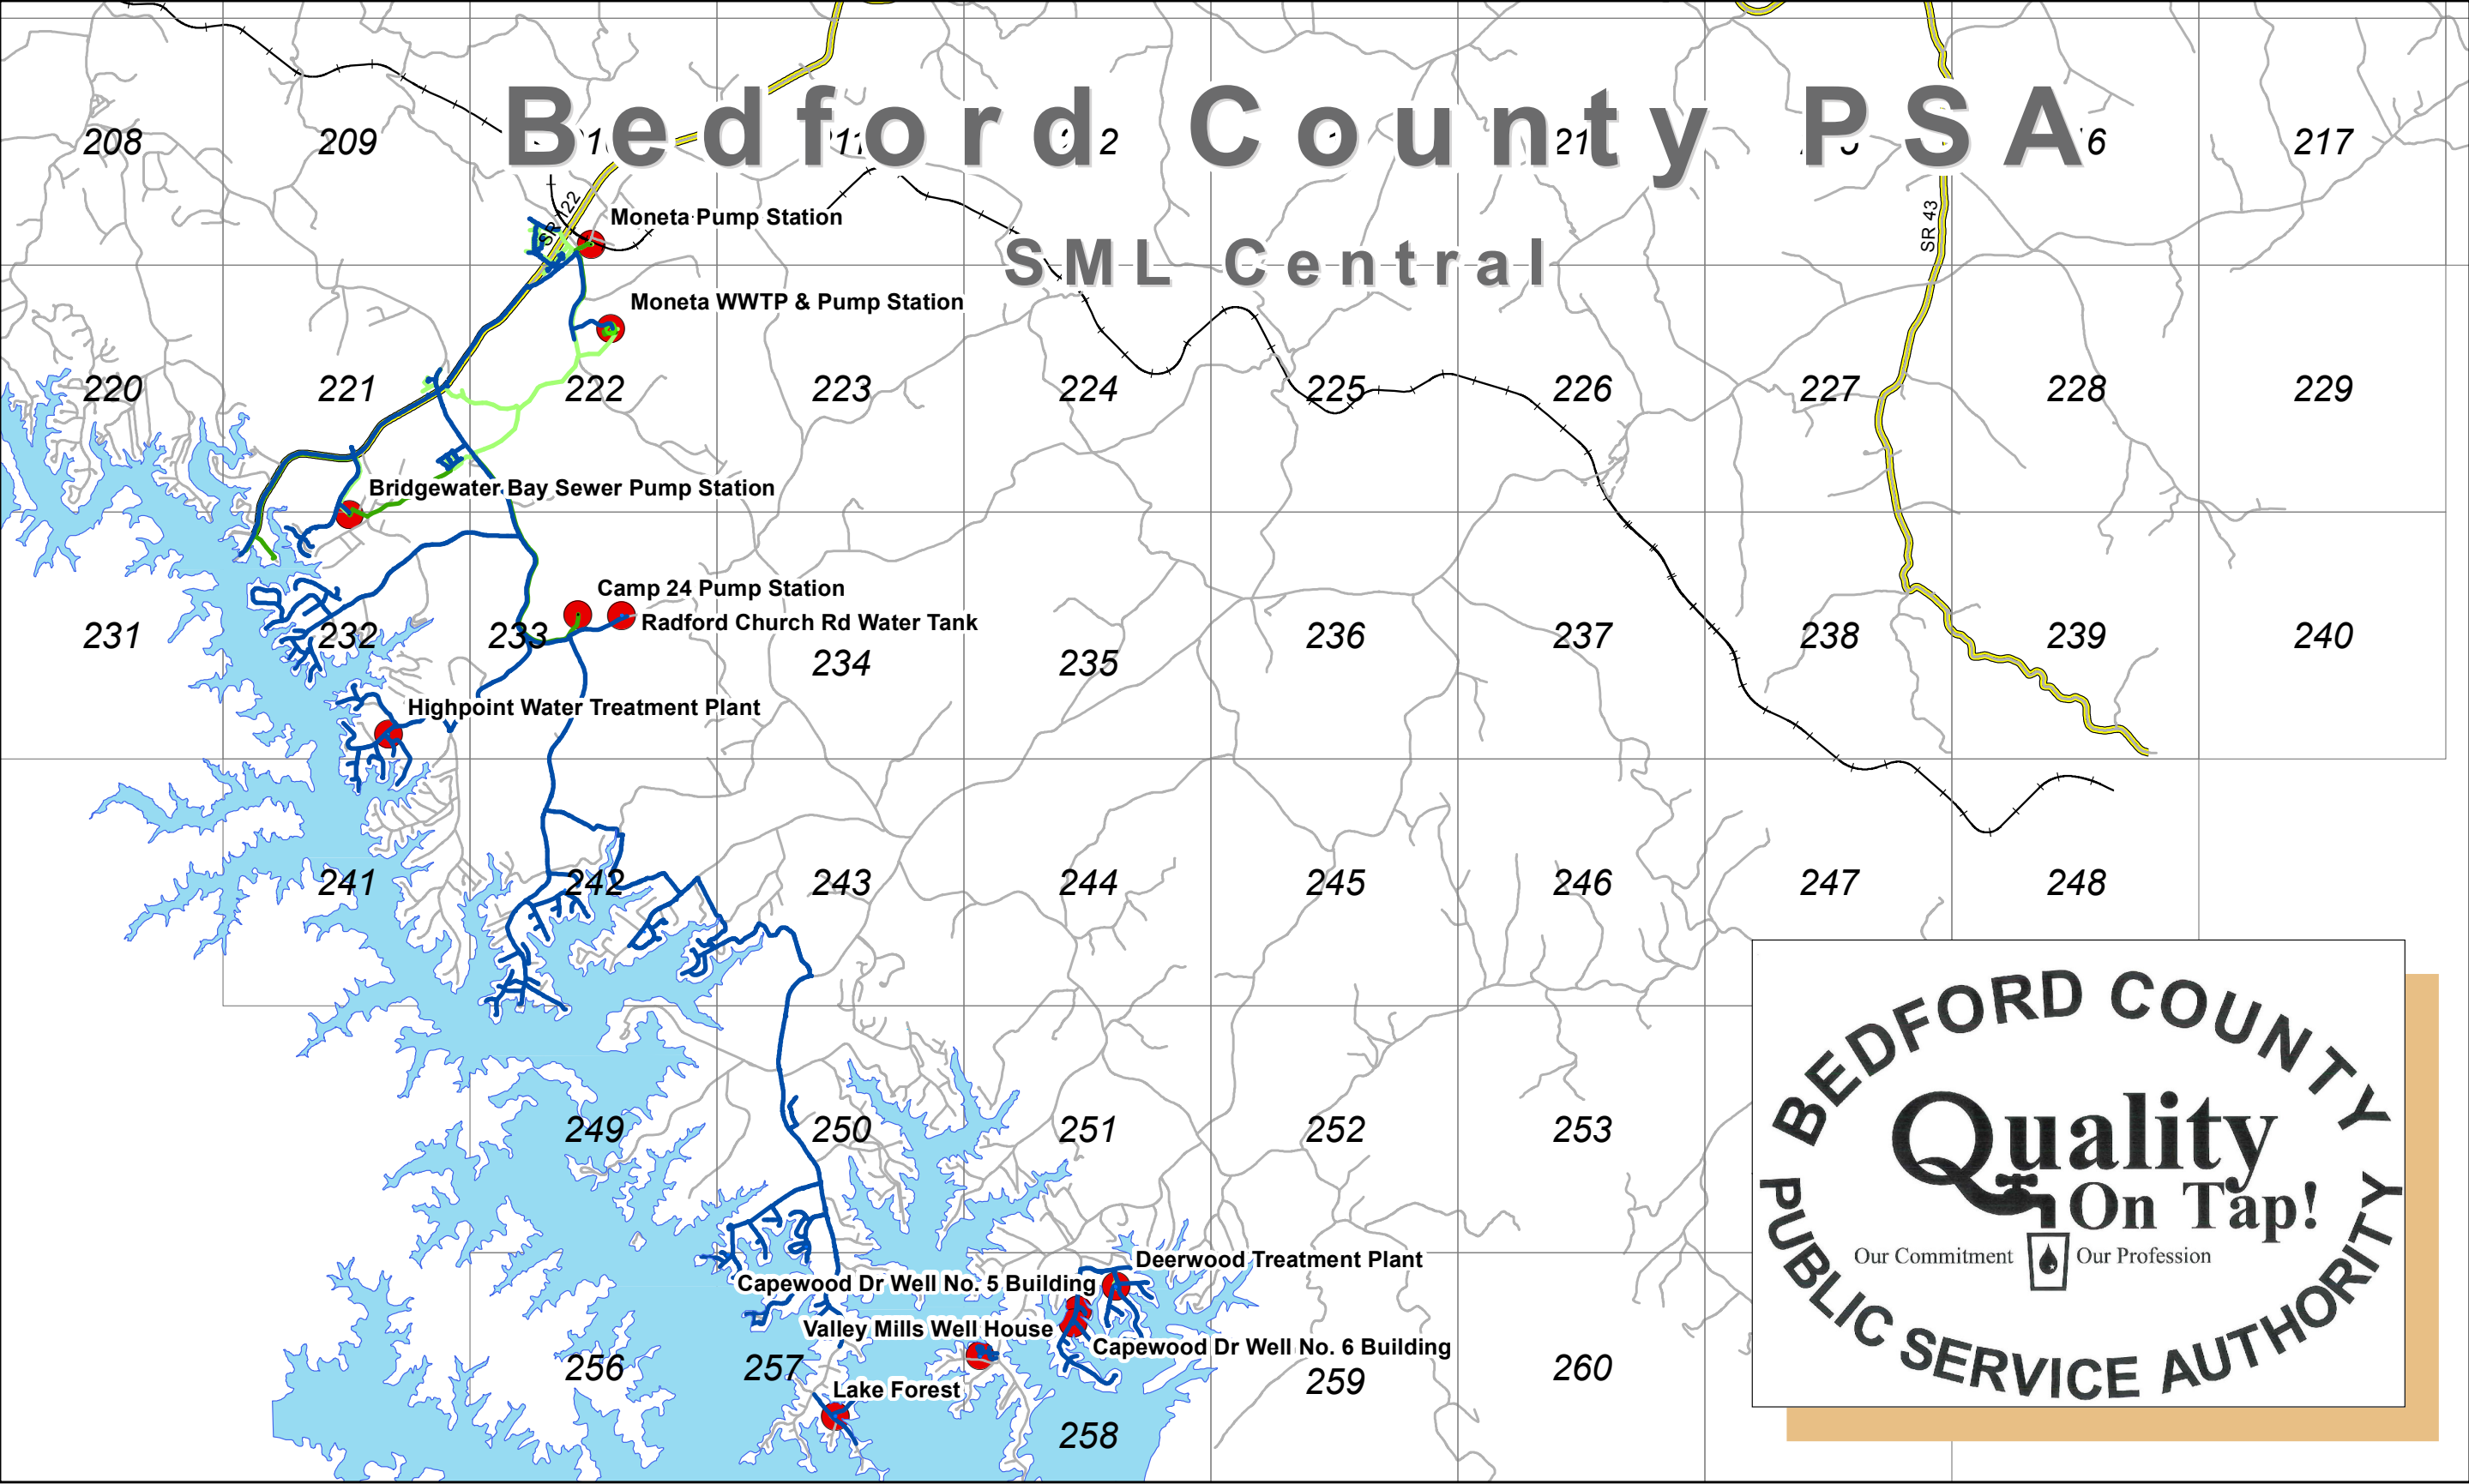 Bedford County PSA
208
209
217
SR 122
SR 43
Moneta Pump Station
SML Central
Moneta WWTP & Pump Station
220
221
222
223
224
225
226
227
228
229
Bridgewater Bay Sewer Pump Station
Camp 24 Pump Station
Radford Church Rd Water Tank
231
232
233
234
235
236
237
238
239
240
Highpoint Water Treatment Plant
241
242
243
244
245
246
247
248
249
250
251
252
253
Deerwood Treatment Plant
Capewood Dr Well No. 5 Building
Valley Mills Well House
Capewood Dr Well No. 6 Building
256
257
259
260
Lake Forest
258
BEDFORD COUNTY
Quality
On Tap!
Our Commitment Our Profession
PUBLIC SERVICE AUTHORITY